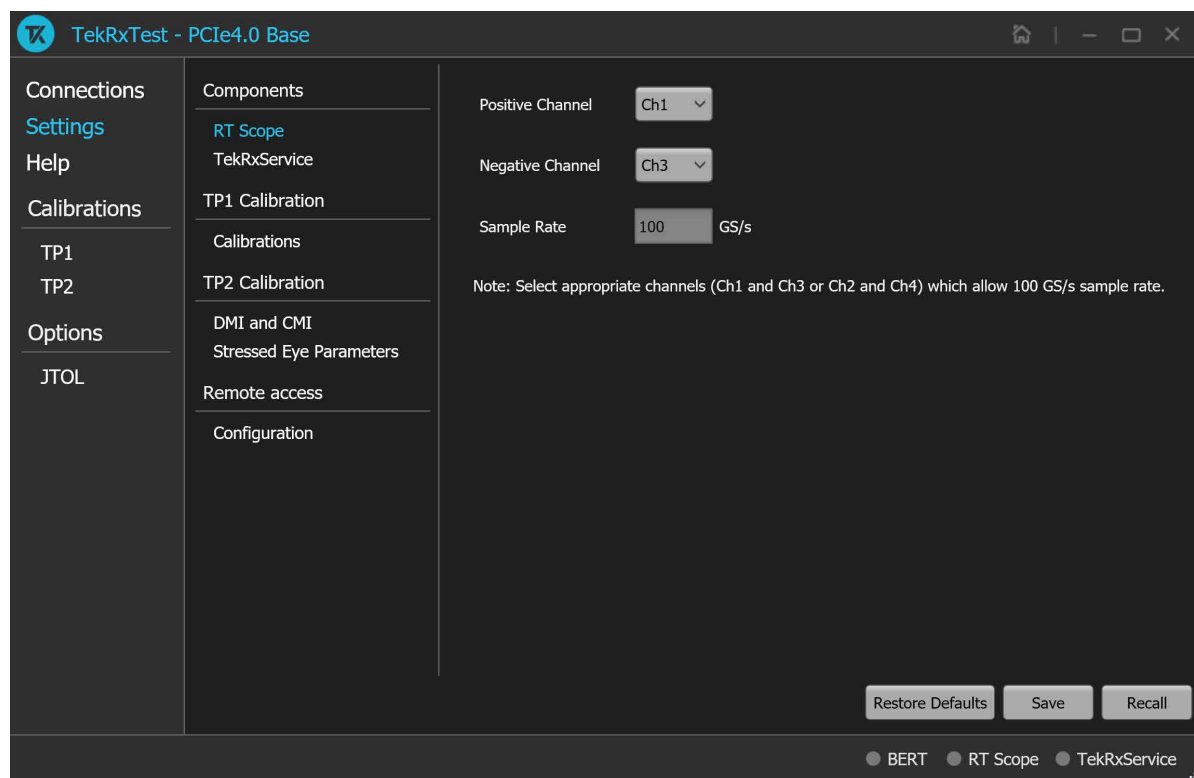 TekRxTest - PCIe4.0 Base
Connections
Settings
Help
Calibrations
TP1
TP2
Options
JTOL
Components
RT Scope
TekRxService
TP1 Calibration
Calibrations
TP2 Calibration
DMI and CMI
Stressed Eye Parameters
Remote access
Configuration
Positive Channel Ch1
Negative Channel Ch3
Sample Rate 100 GS/s
Note: Select appropriate channels (Ch1 and Ch3 or Ch2 and Ch4) which allow 100 GS/s sample rate.
Restore Defaults Save Recall
BERT RT Scope TekRxService